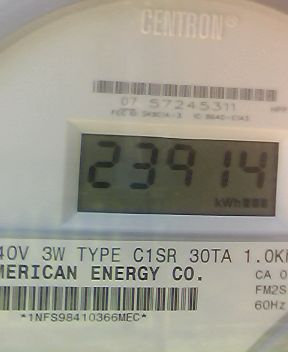 CENTRON®
07 57245311
23914
kWh
40V 3W TYPE C1SR 30TA 1.0K
MERICAN ENERGY CO.
CA 0
FM2S
60Hz
*1NFS98410366MEC*